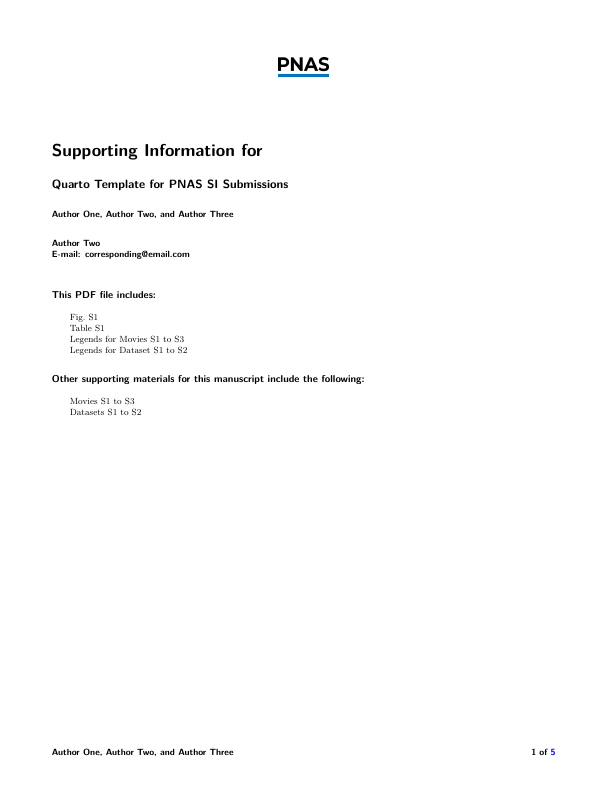 PNAS
Supporting Information for
Quarto Template for PNAS SI Submissions
Author One, Author Two, and Author Three
Author Two
E-mail: corresponding@email.com
This PDF file includes:
Fig. S1
Table S1
Legends for Movies S1 to S3
Legends for Dataset S1 to S2
Other supporting materials for this manuscript include the following:
Movies S1 to S3
Datasets S1 to S2
Author One, Author Two, and Author Three 1 of 5